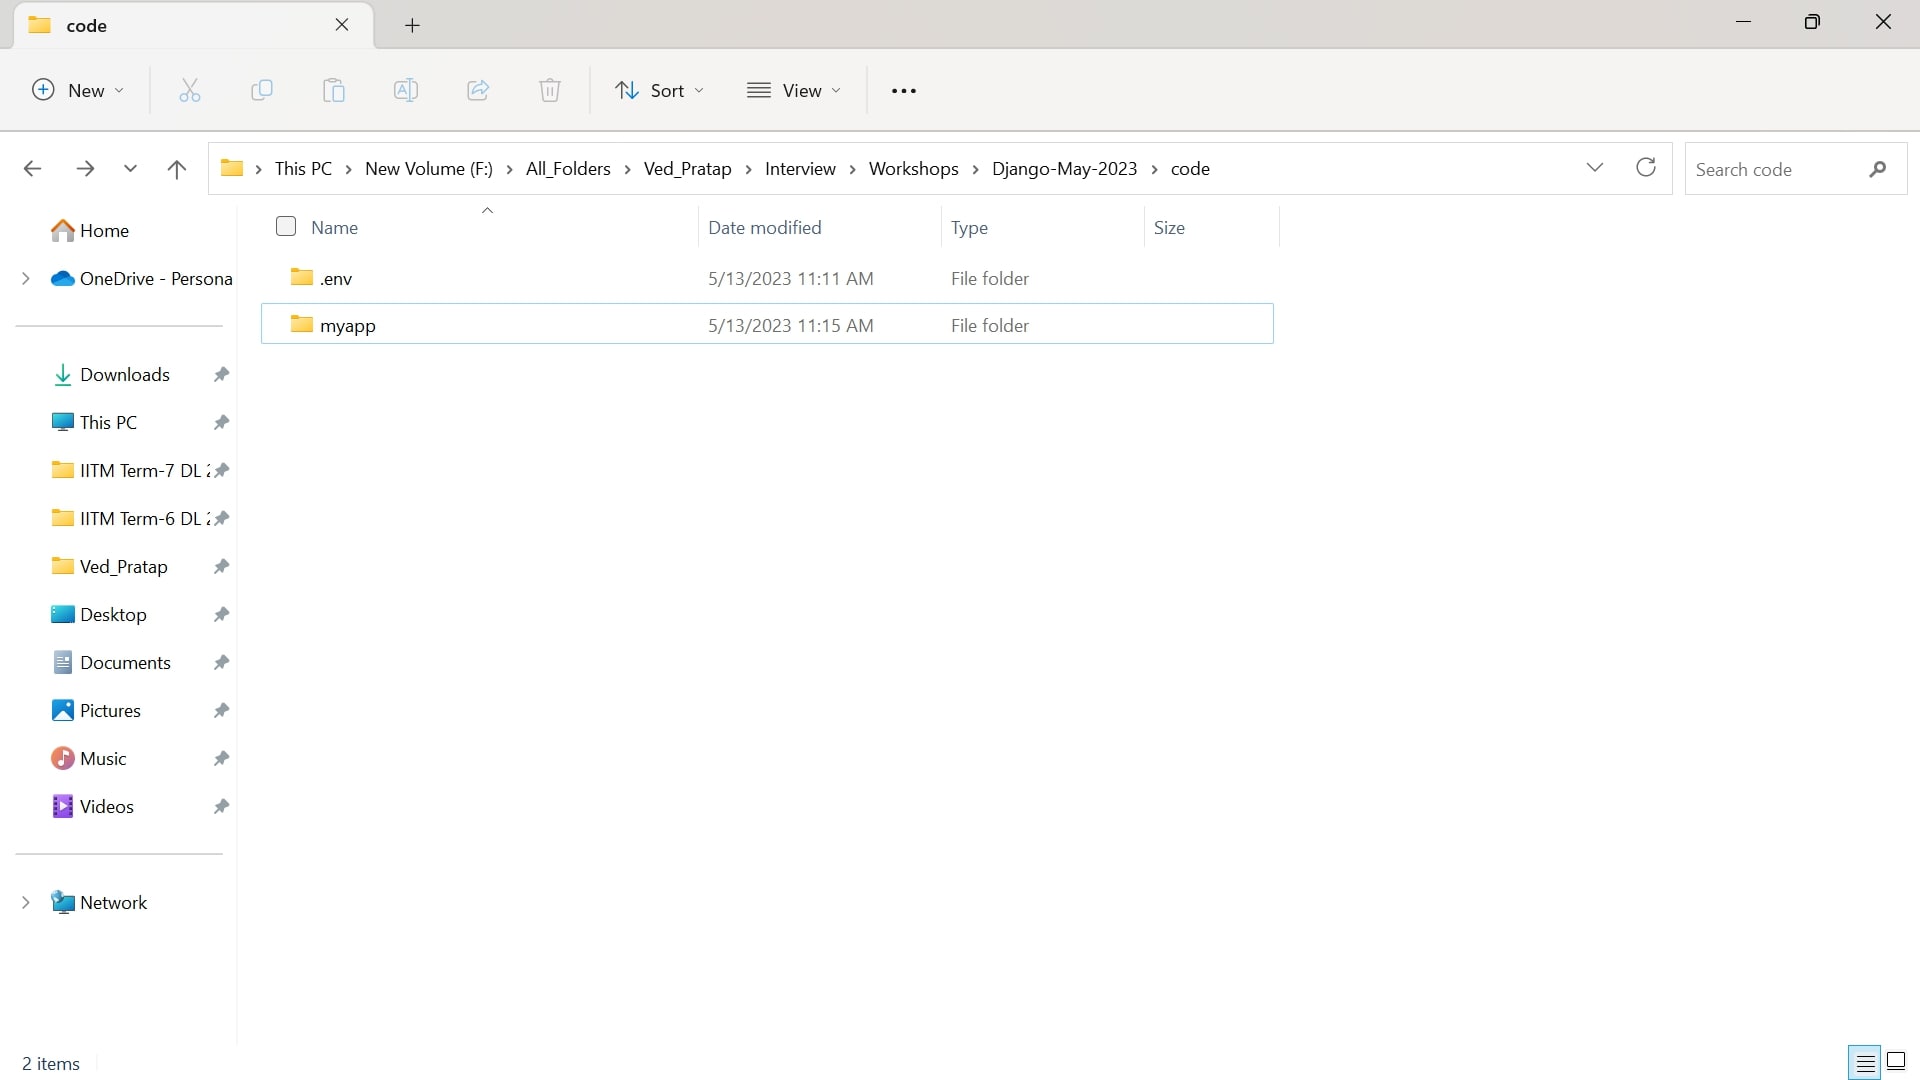 code
New
Sort
View
This PC > New Volume (F:) > All_Folders > Ved_Pratap > Interview > Workshops > Django-May-2023 > code
Search code
Name Date modified Type Size
.env 5/13/2023 11:11 AM File folder
myapp 5/13/2023 11:15 AM File folder
Home
OneDrive - Persona
Downloads
This PC
IITM Term-7 DL
IITM Term-6 DL
Ved_Pratap
Desktop
Documents
Pictures
Music
Videos
Network
2 items